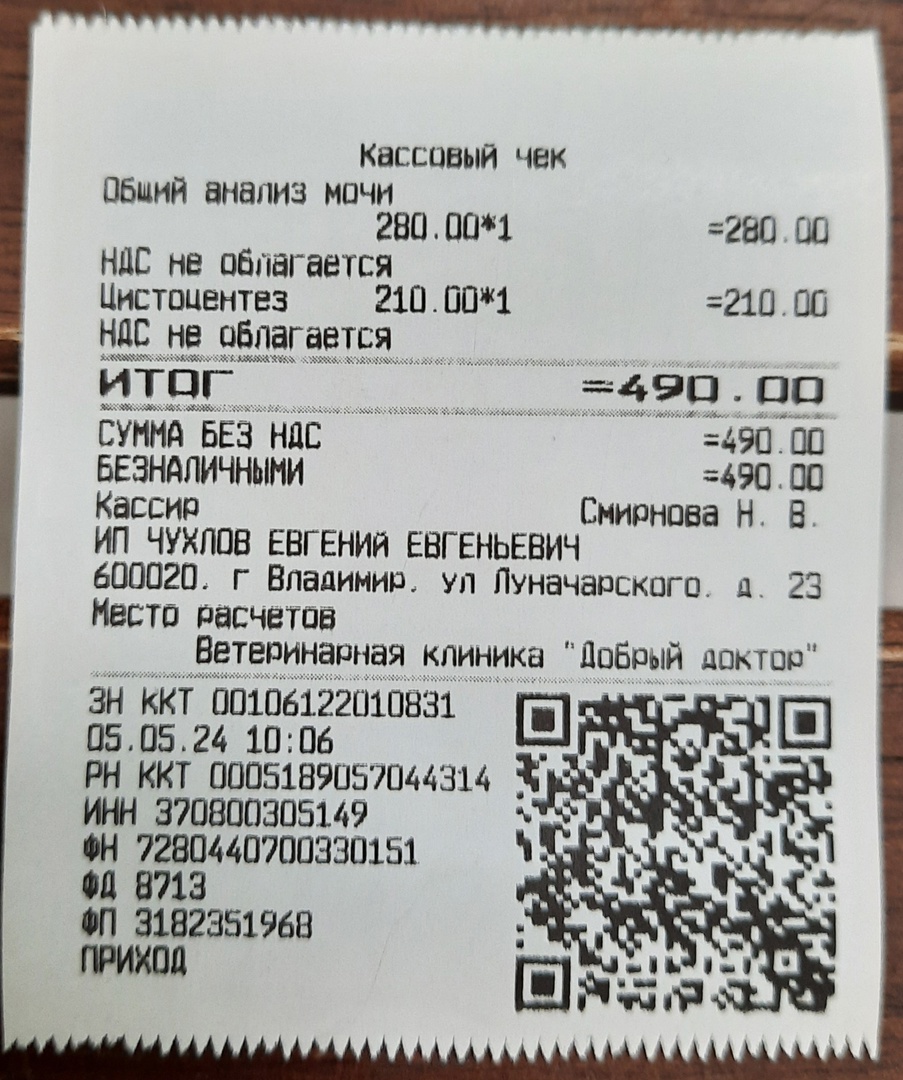 Кассовый чек
Общий анализ мочи
280.00*1 =280.00
НДС не облагается
Цистоцентез 210.00*1 =210.00
НДС не облагается
ИТОГ =490.00
СУММА БЕЗ НДС =490.00
БЕЗНАЛИЧНЫМИ =490.00
Кассир Смирнова Н. В.
ИП ЧУХЛОВ ЕВГЕНИЙ ЕВГЕНЬЕВИЧ
600020. г Владимир. ул Луначарского. д. 23
Место расчетов
Ветеринарная клиника "Добрый доктор"
ЗН ККТ 00106122010831
05.05.24 10:06
РН ККТ 0005189057044314
ИНН 370800305149
ФН 7280440700330151
ФД 8713
ФП 3182351968
ПРИХОД